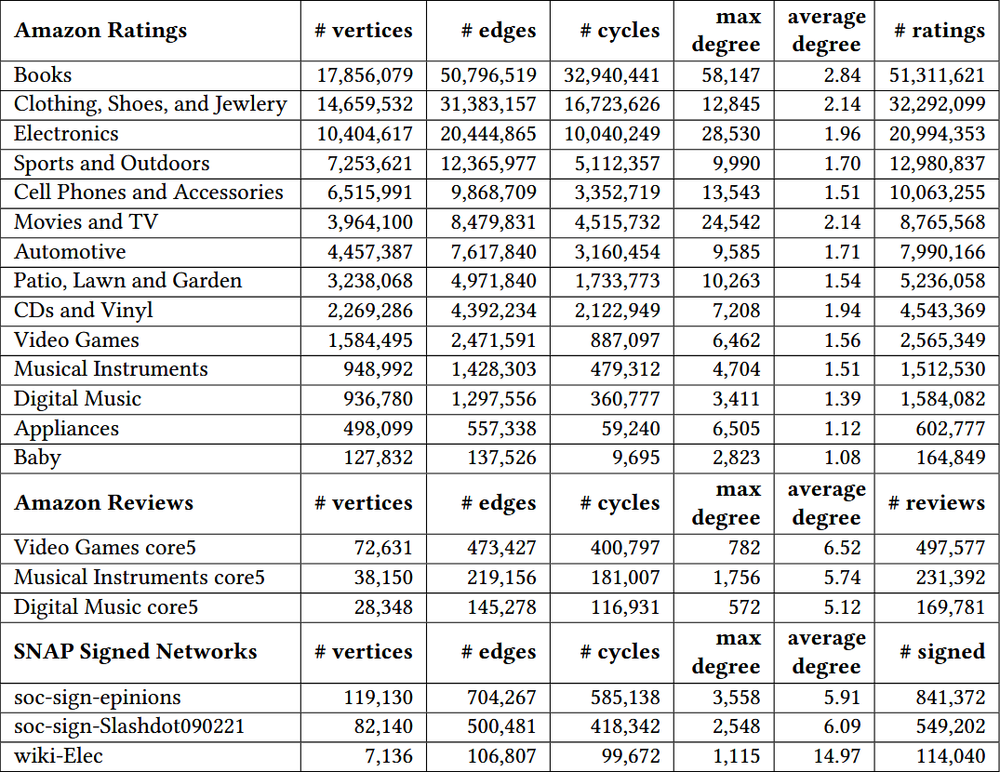 Amazon Ratings # vertices # edges # cycles max degree average degree # ratings
Books 17,856,079 50,796,519 32,940,441 58,147 2.84 51,311,621
Clothing, Shoes, and Jewlery 14,659,532 31,383,157 16,723,626 12,845 2.14 32,292,099
Electronics 10,404,617 20,444,865 10,040,249 28,530 1.96 20,994,353
Sports and Outdoors 7,253,621 12,365,977 5,112,357 9,990 1.70 12,980,837
Cell Phones and Accessories 6,515,991 9,868,709 3,352,719 13,543 1.51 10,063,255
Movies and TV 3,964,100 8,479,831 4,515,732 24,542 2.14 8,765,568
Automotive 4,457,387 7,617,840 3,160,454 9,585 1.71 7,990,166
Patio, Lawn and Garden 3,238,068 4,971,840 1,733,773 10,263 1.54 5,236,058
CDs and Vinyl 2,269,286 4,392,234 2,122,949 7,208 1.94 4,543,369
Video Games 1,584,495 2,471,591 887,097 6,462 1.56 2,565,349
Musical Instruments 948,992 1,428,303 479,312 4,704 1.51 1,512,530
Digital Music 936,780 1,297,556 360,777 3,411 1.39 1,584,082
Appliances 498,099 557,338 59,240 6,505 1.12 602,777
Baby 127,832 137,526 9,695 2,823 1.08 164,849
Amazon Reviews # vertices # edges # cycles max degree average degree # reviews
Video Games core5 72,631 473,427 400,797 782 6.52 497,577
Musical Instruments core5 38,150 219,156 181,007 1,756 5.74 231,392
Digital Music core5 28,348 145,278 116,931 572 5.12 169,781
SNAP Signed Networks # vertices # edges # cycles max degree average degree # signed
soc-sign-epinions 119,130 704,267 585,138 3,558 5.91 841,372
soc-sign-Slashdot090221 82,140 500,481 418,342 2,548 6.09 549,202
wiki-Elec 7,136 106,807 99,672 1,115 14.97 114,040